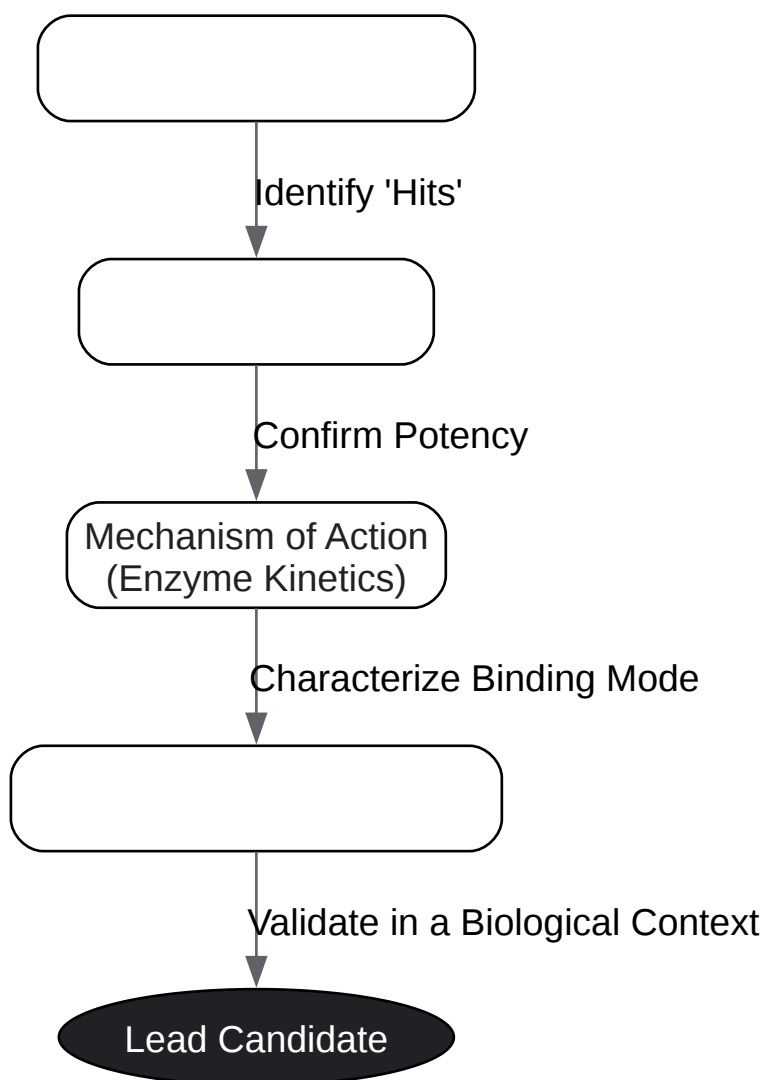 Identify 'Hits'
Confirm Potency
Mechanism of Action
(Enzyme Kinetics)
Characterize Binding Mode
Validate in a Biological Context
Lead Candidate